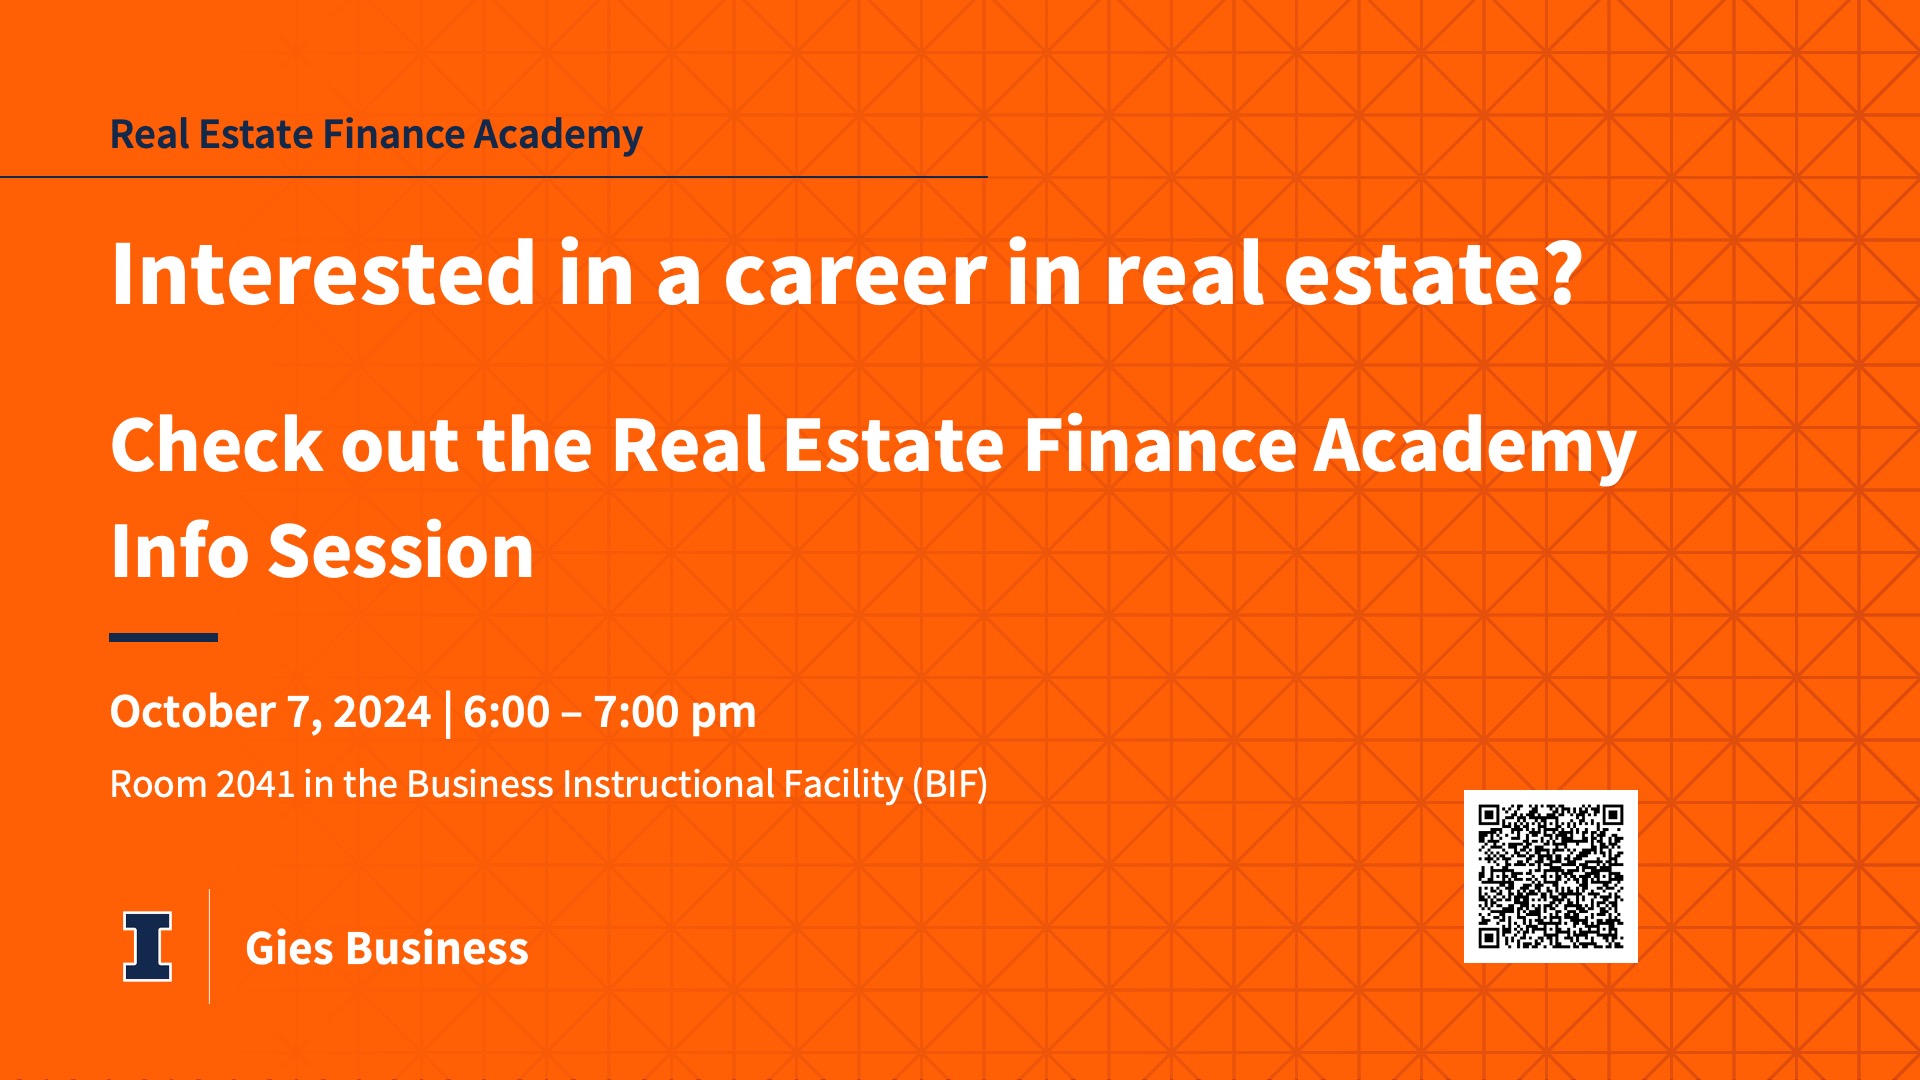 Real Estate Finance Academy
Interested in a career in real estate?
Check out the Real Estate Finance Academy
Info Session
October 7, 2024 | 6:00 – 7:00 pm
Room 2041 in the Business Instructional Facility (BIF)
I
Gies Business